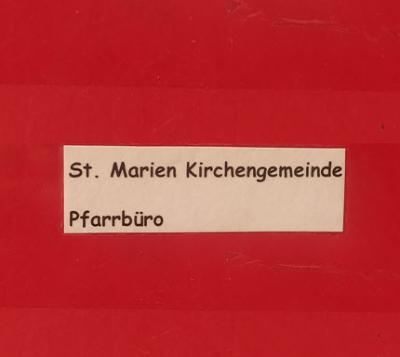 St. Marien Kirchengemeinde
Pfarrbüro